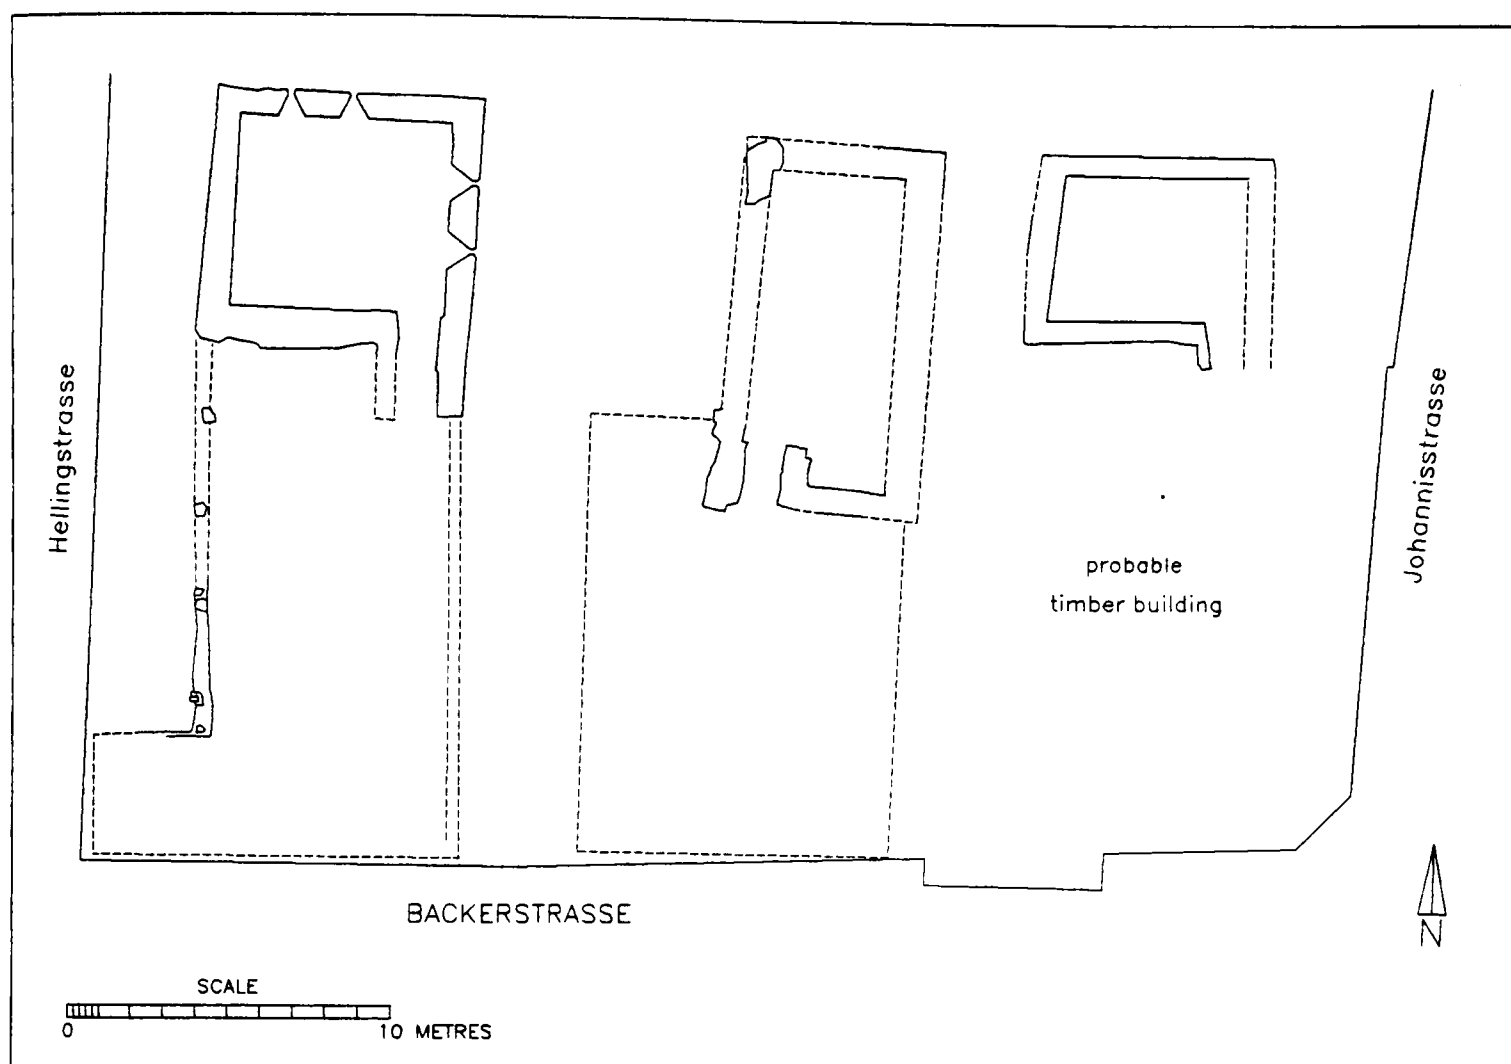 Hellingstrasse
Johannisstrasse
probable
timber building
BACKERSTRASSE
N
SCALE
0 10 METRES